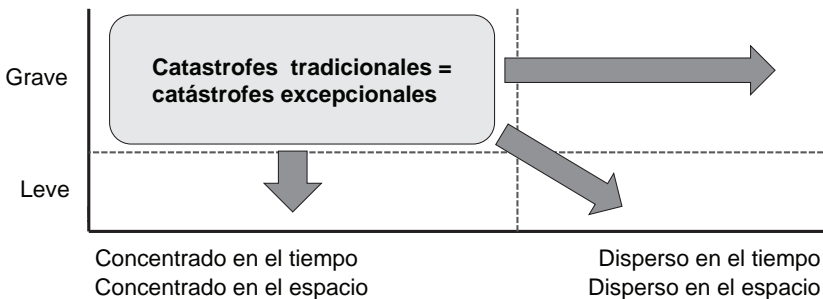 Catastrofes tradicionales =
catástrofes excepcionales
Grave
Leve
Concentrado en el tiempo
Concentrado en el espacio
Disperso en el tiempo
Disperso en el espacio